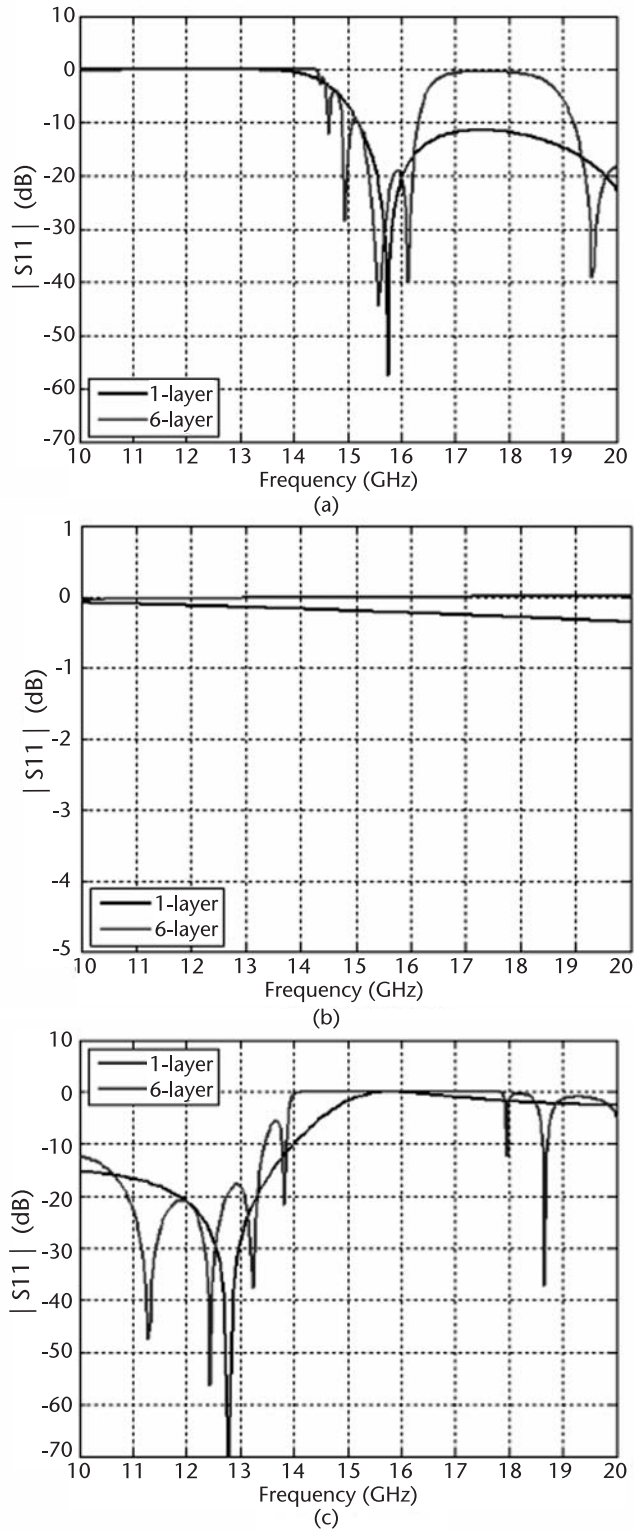 10
0
-10
-20
-30
-40
-50
-60
-70
| S11 | (dB)
1-layer
6-layer
10 11 12 13 14 15 16 17 18 19 20
Frequency (GHz)
(a)
1
0
-1
-2
-3
-4
-5
| S11 | (dB)
1-layer
6-layer
10 11 12 13 14 15 16 17 18 19 20
Frequency (GHz)
(b)
10
0
-10
-20
-30
-40
-50
-60
-70
| S11 | (dB)
1-layer
6-layer
10 11 12 13 14 15 16 17 18 19 20
Frequency (GHz)
(c)